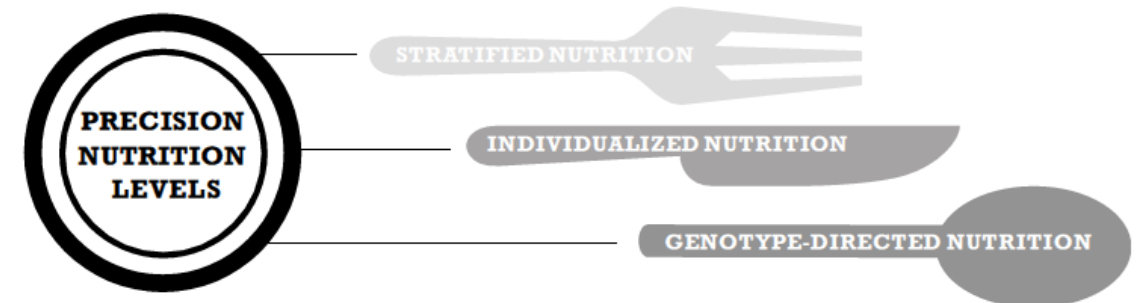 PRECISION
NUTRITION
LEVELS
STRATIFIED NUTRITION
INDIVIDUALIZED NUTRITION
GENOTYPE-DIRECTED NUTRITION